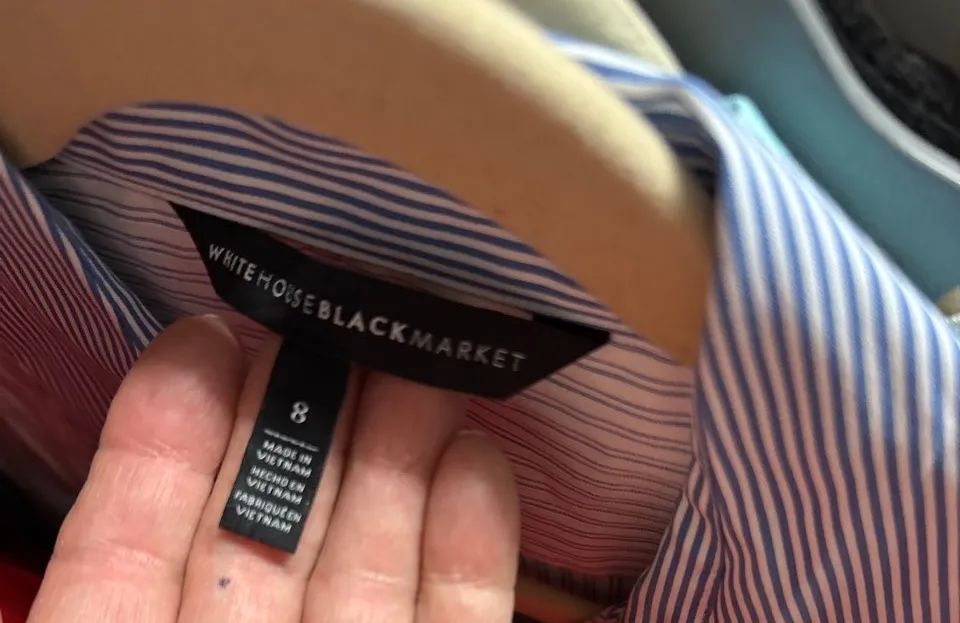 WHITE HOUSE BLACK MARKET
8
MADE IN
VIETNAM
HECHO EN
VIETNAM
FABRIQUÉ EN
VIETNAM